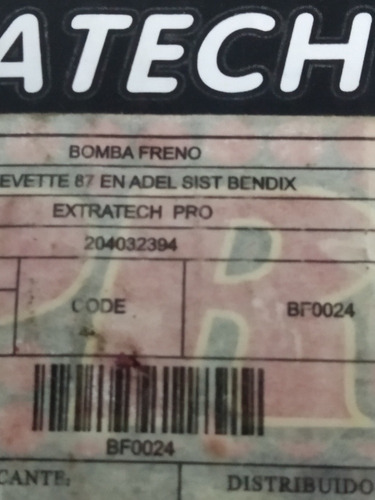 ATECH
BOMBA FRENO
EVETTE 87 EN ADEL SIST BENDIX
EXTRATECH PRO
204032394
CODE
BF0024
BF0024
CANTE:
DISTRIBUIDO